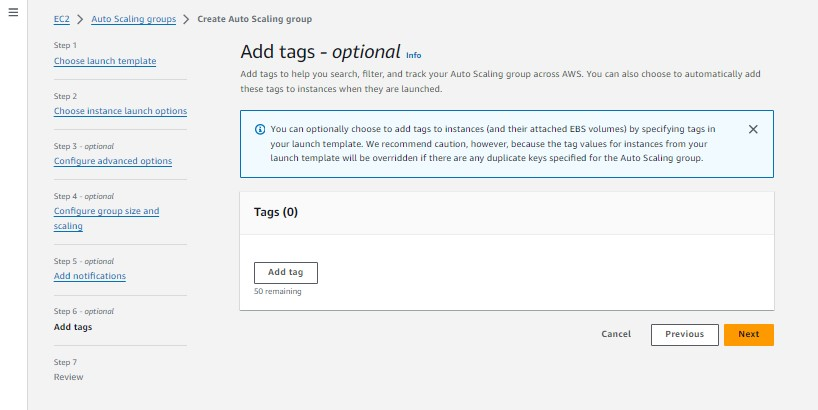 EC2 > Auto Scaling groups > Create Auto Scaling group
Step 1
Choose launch template
Step 2
Choose instance launch options
Step 3 - optional
Configure advanced options
Step 4 - optional
Configure group size and
scaling
Step 5 - optional
Add notifications
Step 6 - optional
Add tags
Step 7
Review
Add tags - optional Info
Add tags to help you search, filter, and track your Auto Scaling group across AWS. You can also choose to automatically add
these tags to instances when they are launched.
You can optionally choose to add tags to instances (and their attached EBS volumes) by specifying tags in
your launch template. We recommend caution, however, because the tag values for instances from your
launch template will be overridden if there are any duplicate keys specified for the Auto Scaling group.
Tags (0)
Add tag
50 remaining
Cancel Previous Next